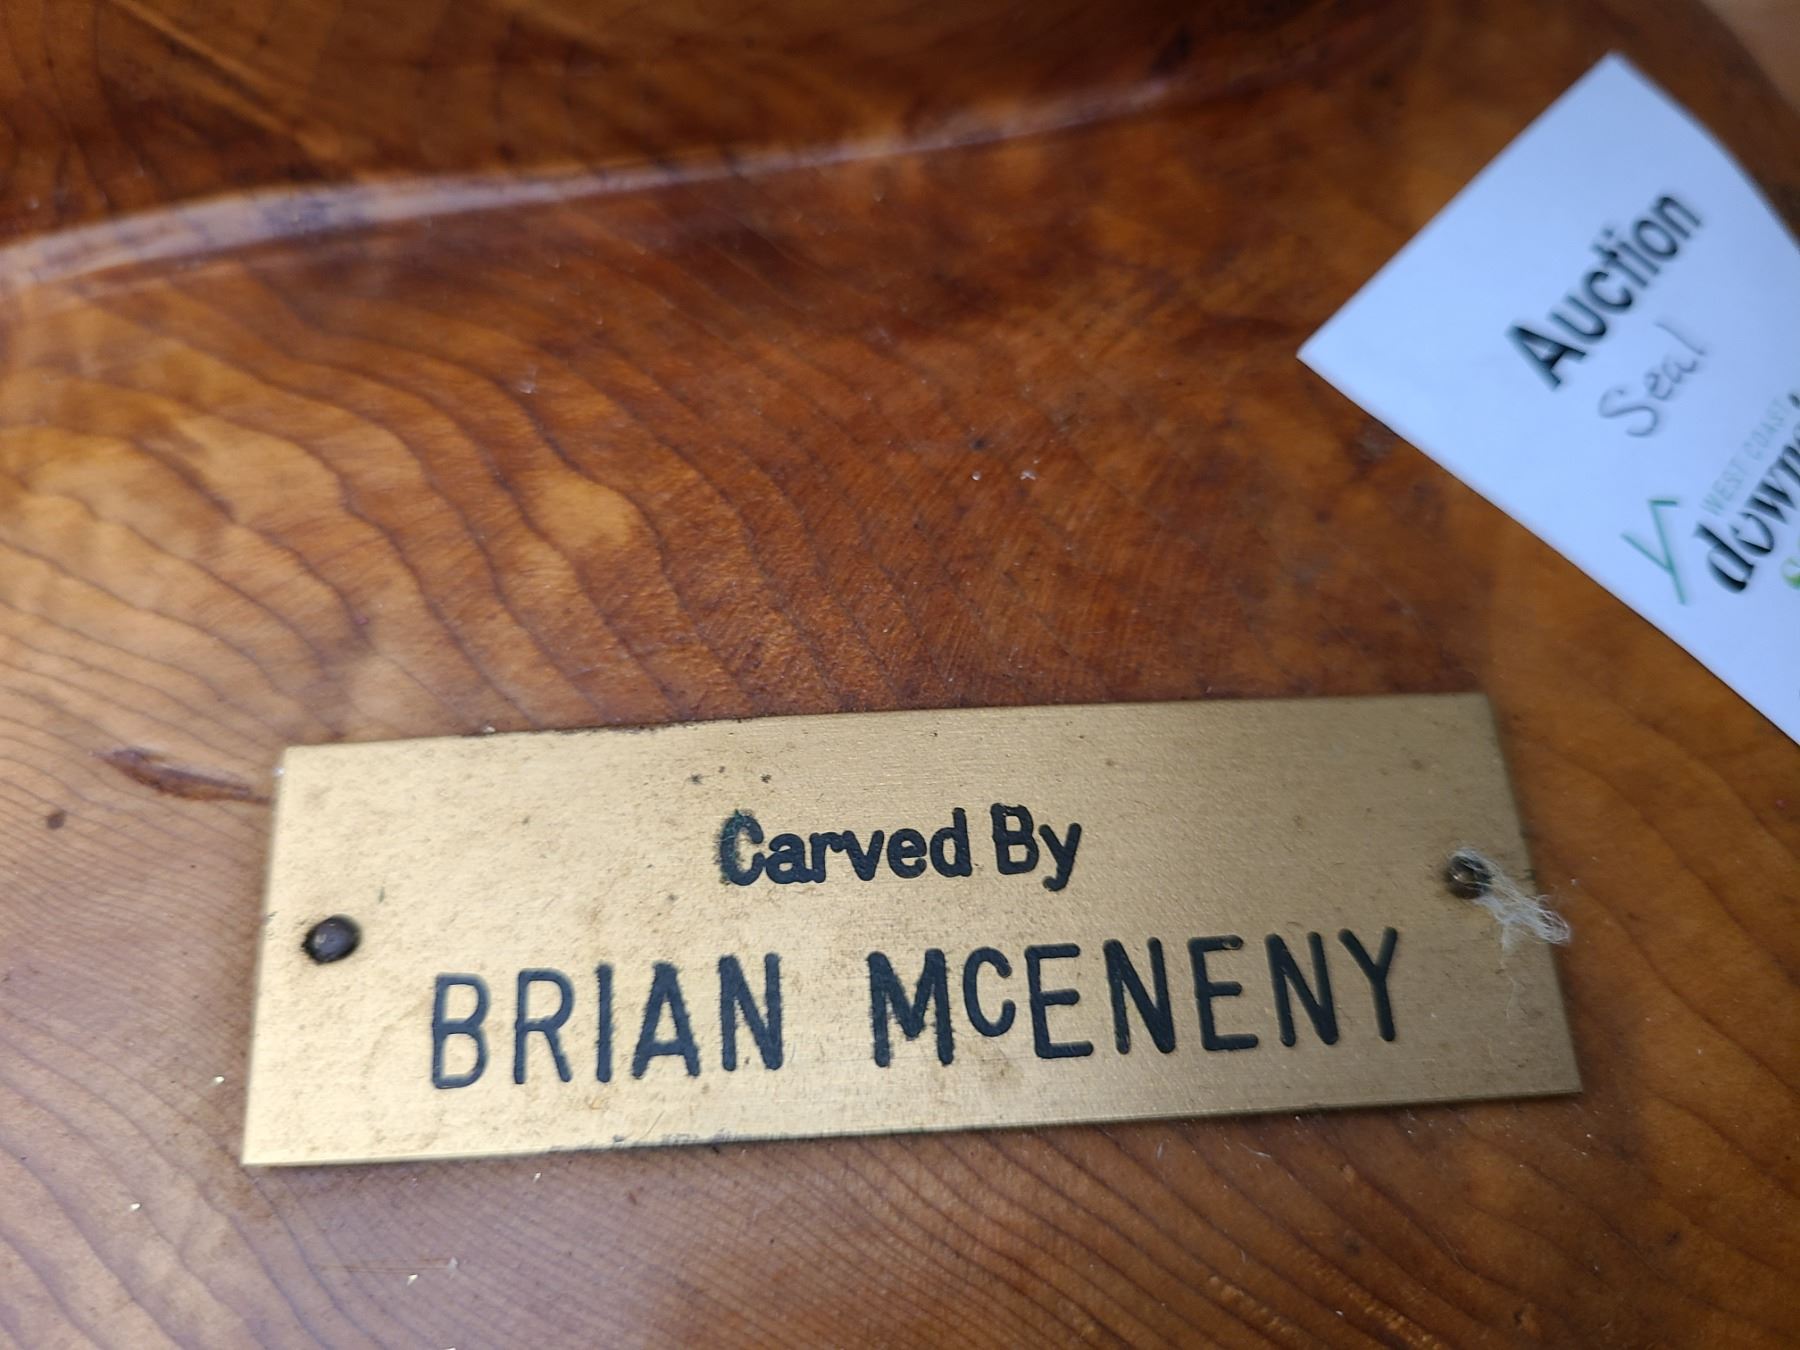 Carved By
BRIAN McENENY
Auction
Seal
WEST COAST